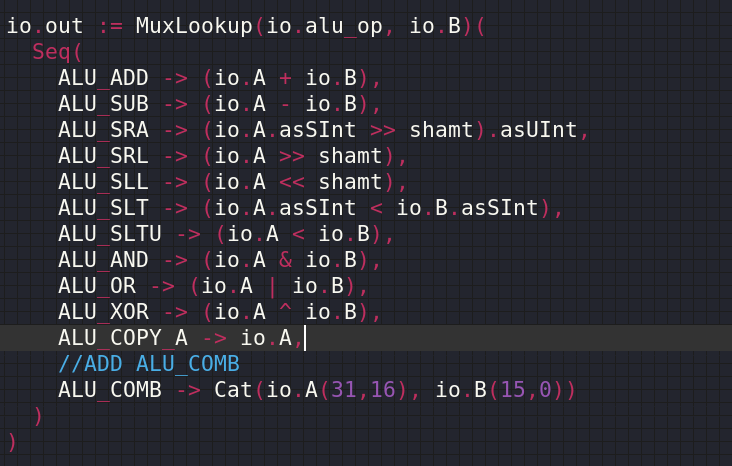 io.out := MuxLookup(io.alu_op, io.B)(
  Seq(
    ALU_ADD -> (io.A + io.B),
    ALU_SUB -> (io.A - io.B),
    ALU_SRA -> (io.A.asSInt >> shamt).asUInt,
    ALU_SRL -> (io.A >> shamt),
    ALU_SLL -> (io.A << shamt),
    ALU_SLT -> (io.A.asSInt < io.B.asSInt),
    ALU_SLTU -> (io.A < io.B),
    ALU_AND -> (io.A & io.B),
    ALU_OR -> (io.A | io.B),
    ALU_XOR -> (io.A ^ io.B),
    ALU_COPY_A -> io.A,
    //ADD ALU_COMB
    ALU_COMB -> Cat(io.A(31,16), io.B(15,0))
  )
)